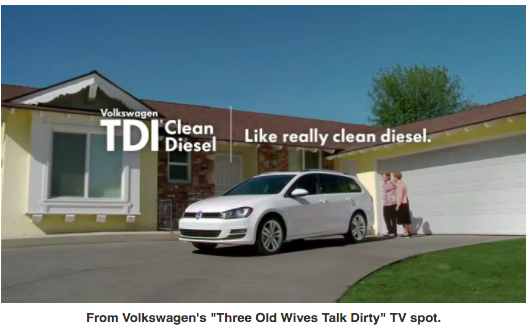 Volkswagen
TDI® Clean Diesel
Like really clean diesel.
From Volkswagen's "Three Old Wives Talk Dirty" TV spot.